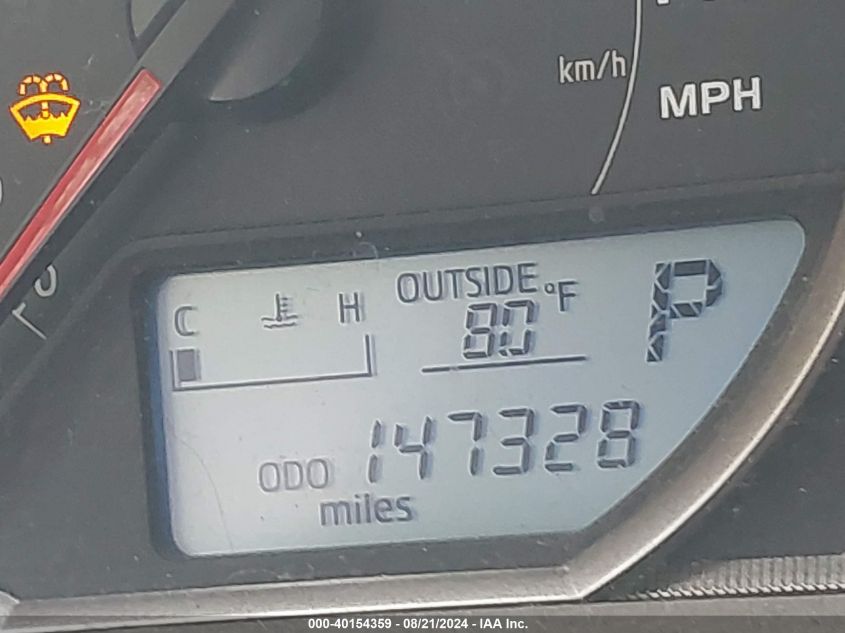 km/h
MPH
OUTSIDE
C H 80 °F P
ODO 147328
miles
000-40154359 - 08/21/2024 - IAA Inc.